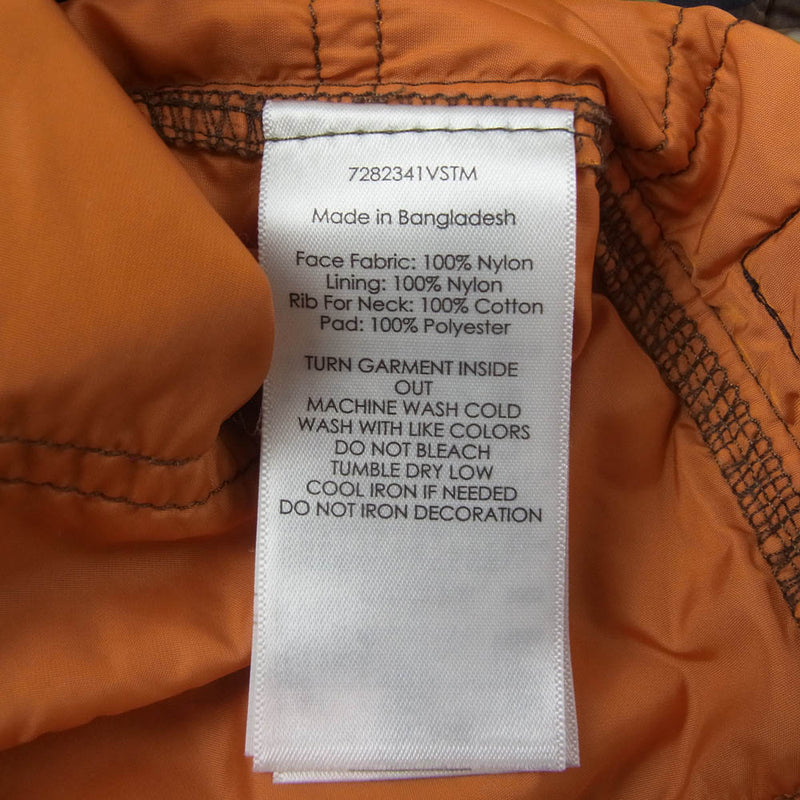 7282341VSTM
Made in Bangladesh
Face Fabric: 100% Nylon
Lining: 100% Nylon
Rib For Neck: 100% Cotton
Pad: 100% Polyester
TURN GARMENT INSIDE
OUT
MACHINE WASH COLD
WASH WITH LIKE COLORS
DO NOT BLEACH
TUMBLE DRY LOW
COOL IRON IF NEEDED
DO NOT IRON DECORATION